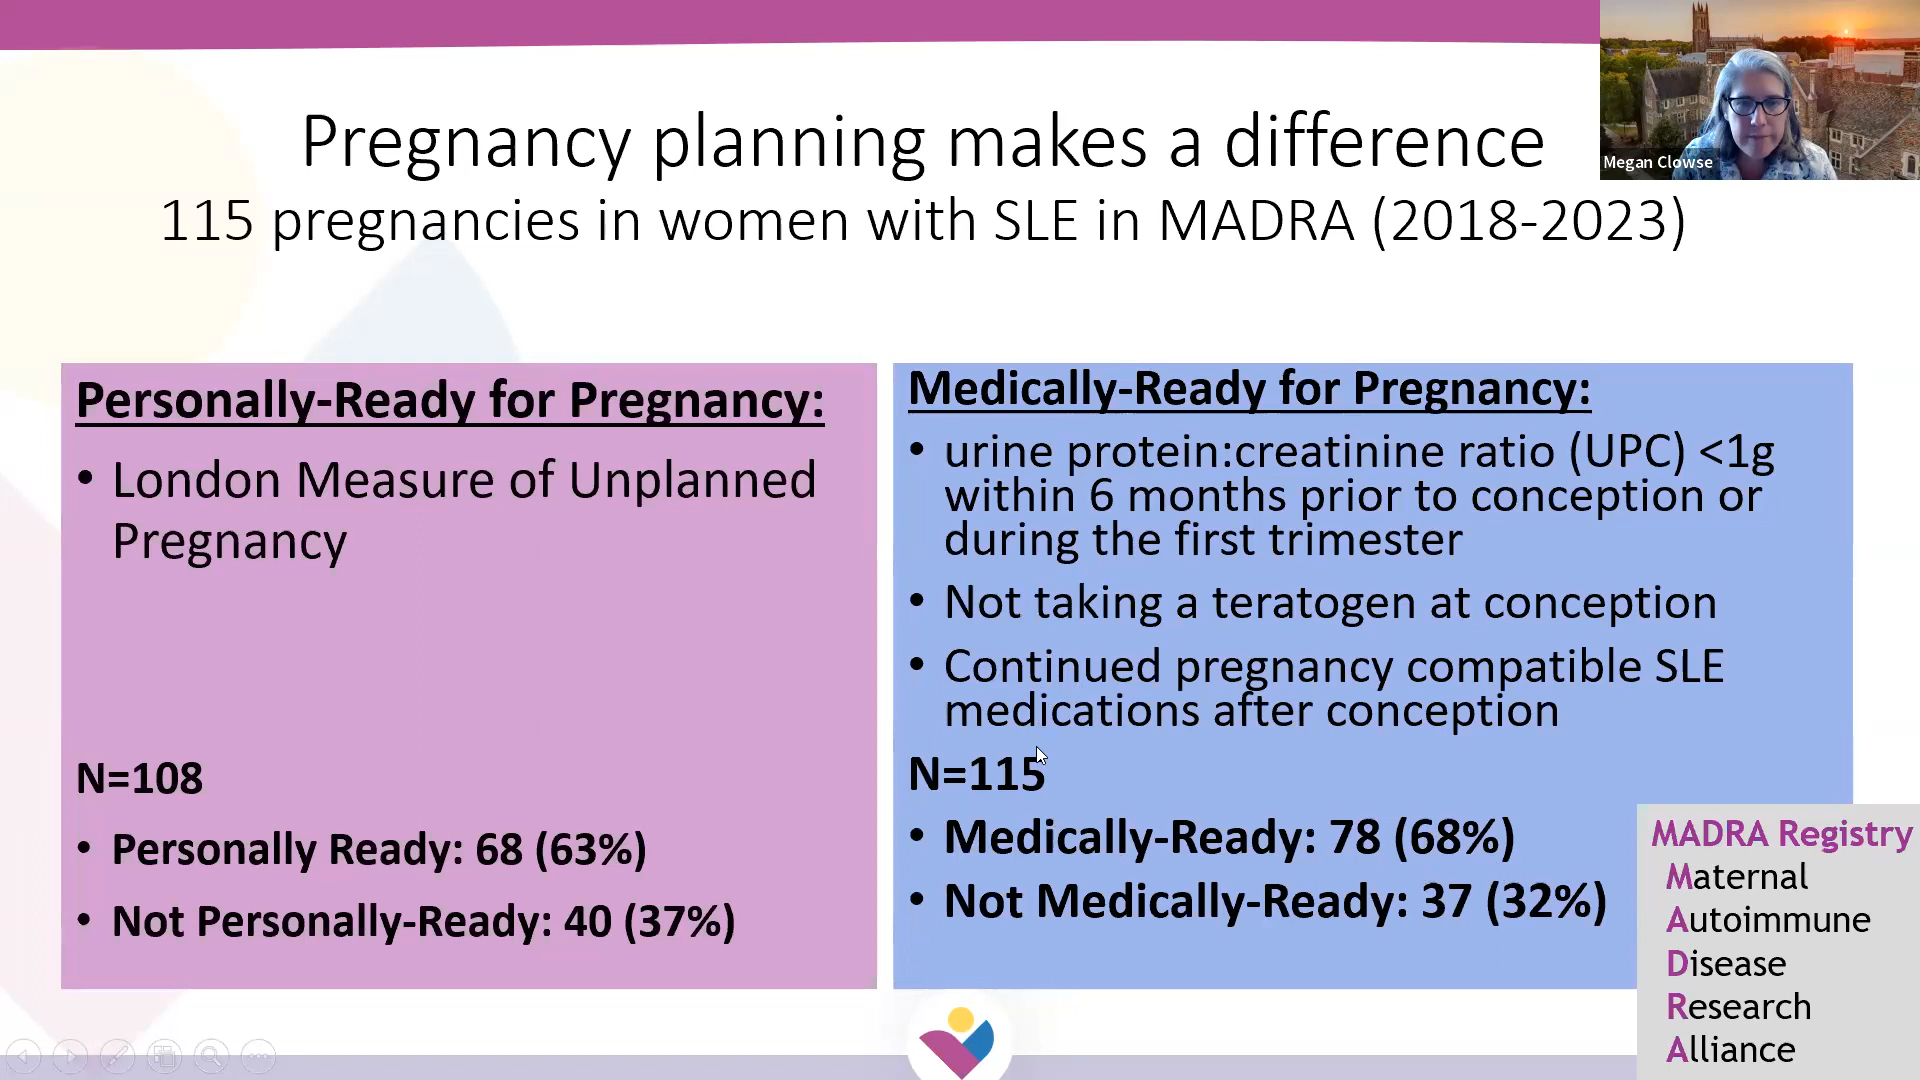 Pregnancy planning makes a difference
115 pregnancies in women with SLE in MADRA (2018-2023)
Megan Clowse
Personally-Ready for Pregnancy:
• London Measure of Unplanned
Pregnancy
N=108
• Personally Ready: 68 (63%)
• Not Personally-Ready: 40 (37%)
Medically-Ready for Pregnancy:
• urine protein:creatinine ratio (UPC) <1g
within 6 months prior to conception or
during the first trimester
• Not taking a teratogen at conception
• Continued pregnancy compatible SLE
medications after conception
N=115
• Medically-Ready: 78 (68%)
• Not Medically-Ready: 37 (32%)
MADRA Registry
Maternal
Autoimmune
Disease
Research
Alliance